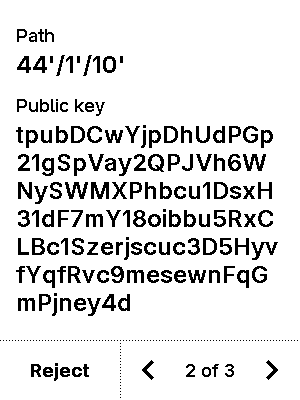 Path
44'/1'/10'
Public key
tpubDCwYjpDhUdPGp
21gSpVay2QPJVh6W
NySWMXPhbcu1DsxH
31dF7mY18oibbu5RxC
LBc1Szerjscuc3D5Hyv
fYqfRvc9mesewnFqG
mPjney4d
Reject
2 of 3